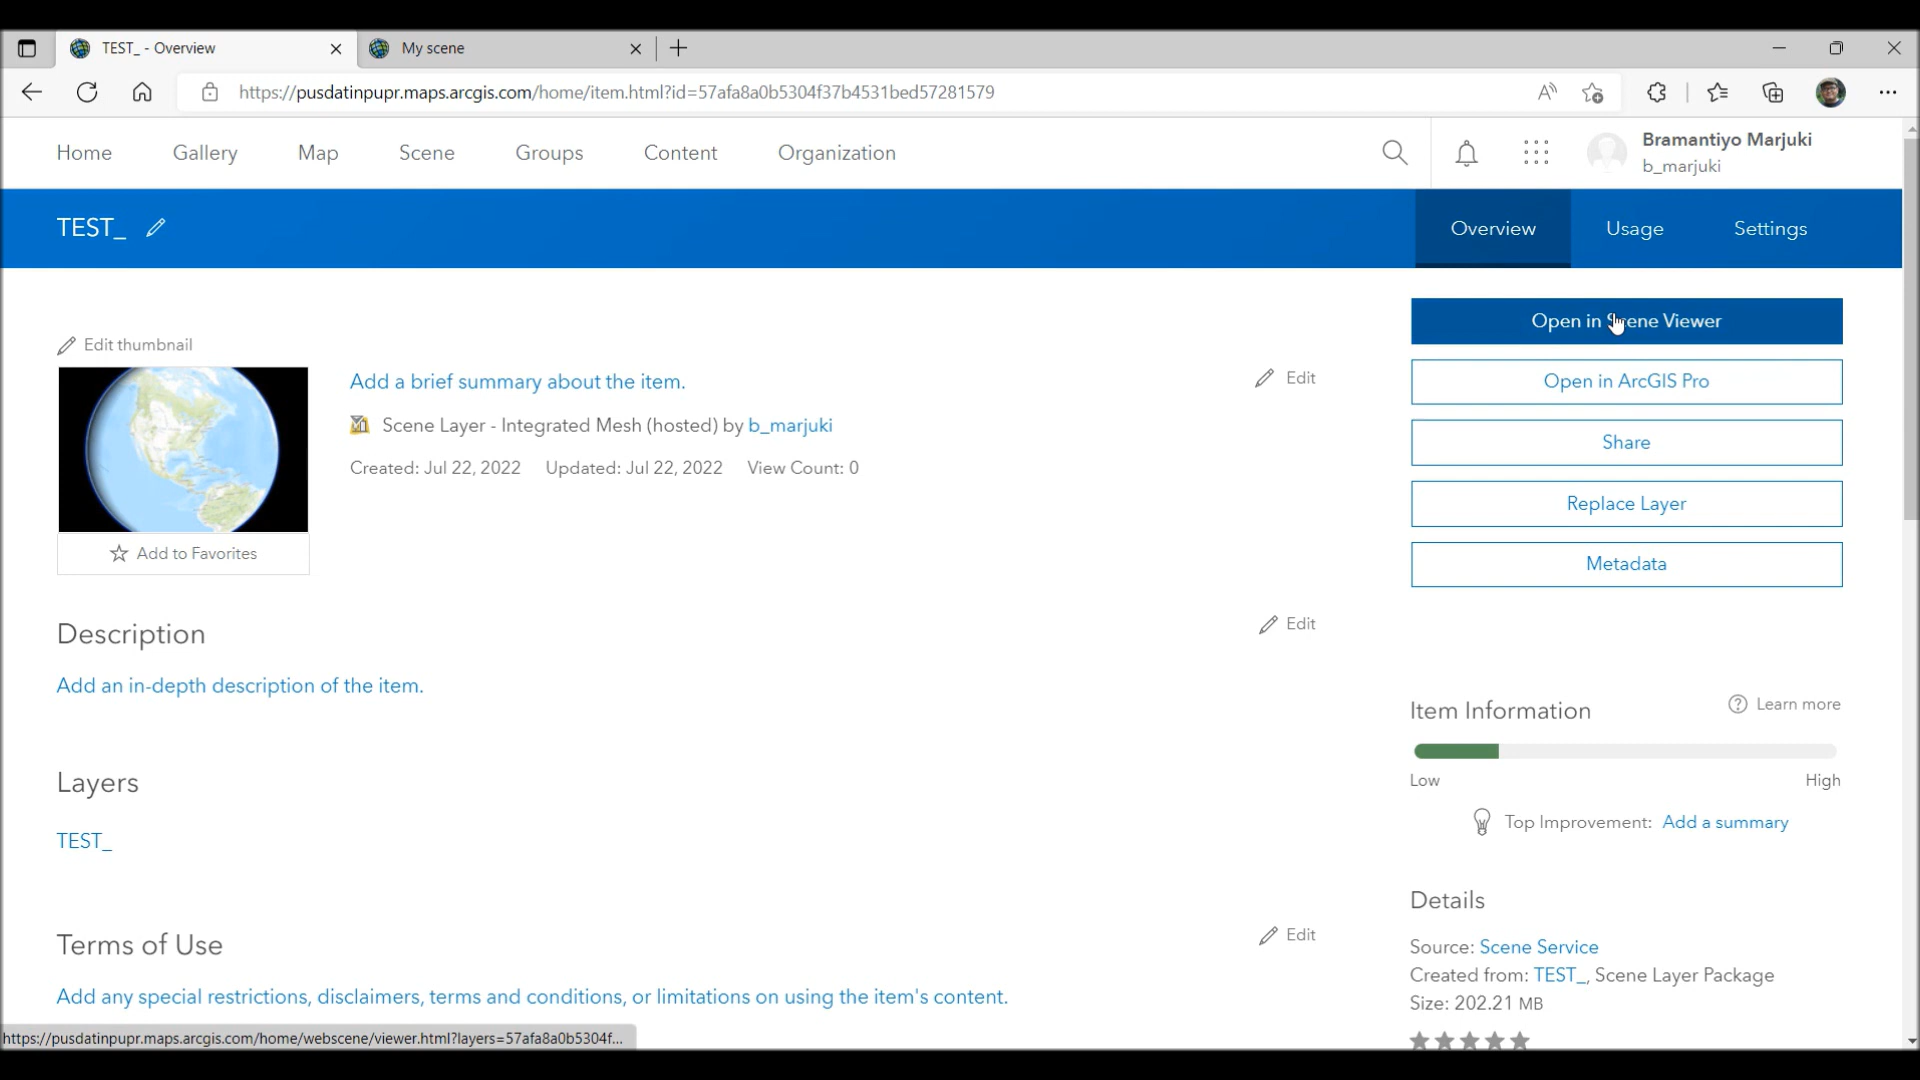 TEST_ - Overview
My scene
https://pusdatinpupr.maps.arcgis.com/home/item.html?id=57afa8a0b5304f37b4531bed57281579
Home Gallery Map Scene Groups Content Organization
Bramantiyo Marjuki
b_marjuki
TEST_
Overview Usage Settings
Open in Scene Viewer
Edit thumbnail
Add a brief summary about the item.
Edit
Open in ArcGIS Pro
Scene Layer - Integrated Mesh (hosted) by b_marjuki
Share
Created: Jul 22, 2022 Updated: Jul 22, 2022 View Count: 0
Replace Layer
Add to Favorites
Metadata
Description
Edit
Add an in-depth description of the item.
Item Information
Learn more
Low High
Layers
Top Improvement: Add a summary
TEST_
Details
Terms of Use
Edit
Source: Scene Service
Created from: TEST_, Scene Layer Package
Add any special restrictions, disclaimers, terms and conditions, or limitations on using the item's content.
Size: 202.21 MB
https://pusdatinpupr.maps.arcgis.com/home/webscene/viewer.html?layers=57afa8a0b5304f...